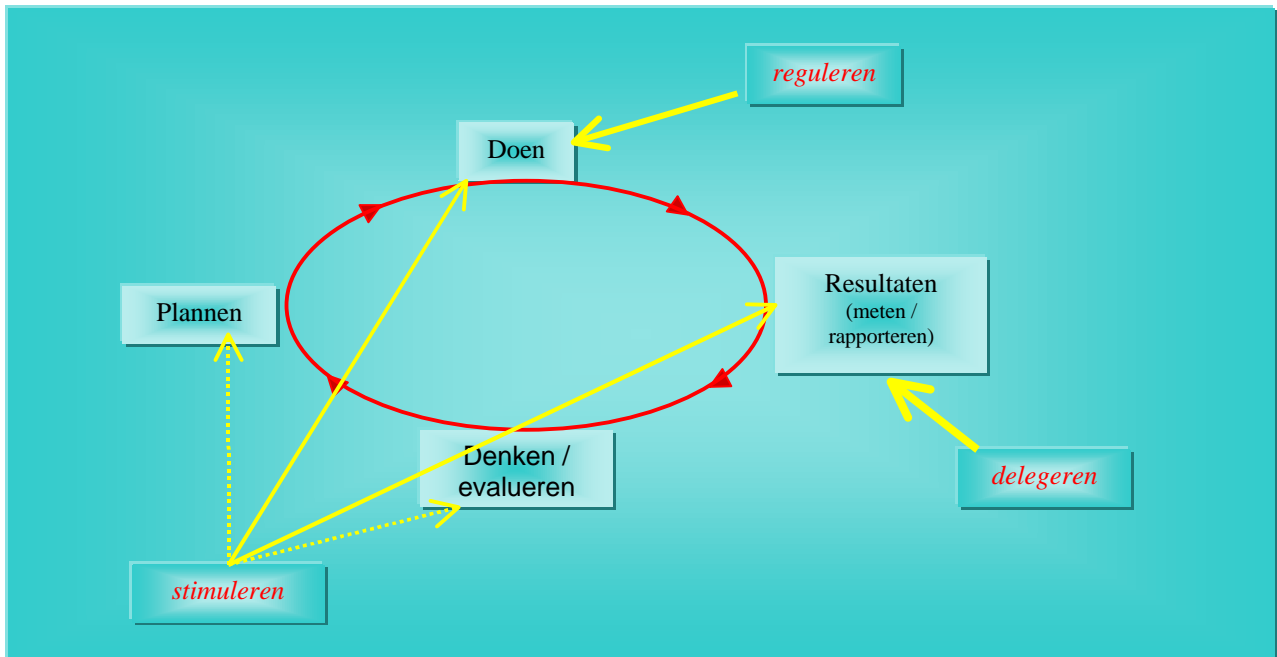 reguleren
Doen
Resultaten
(meten /
rapporteren)
Plannen
Denken /
evalueren
delegeren
stimuleren